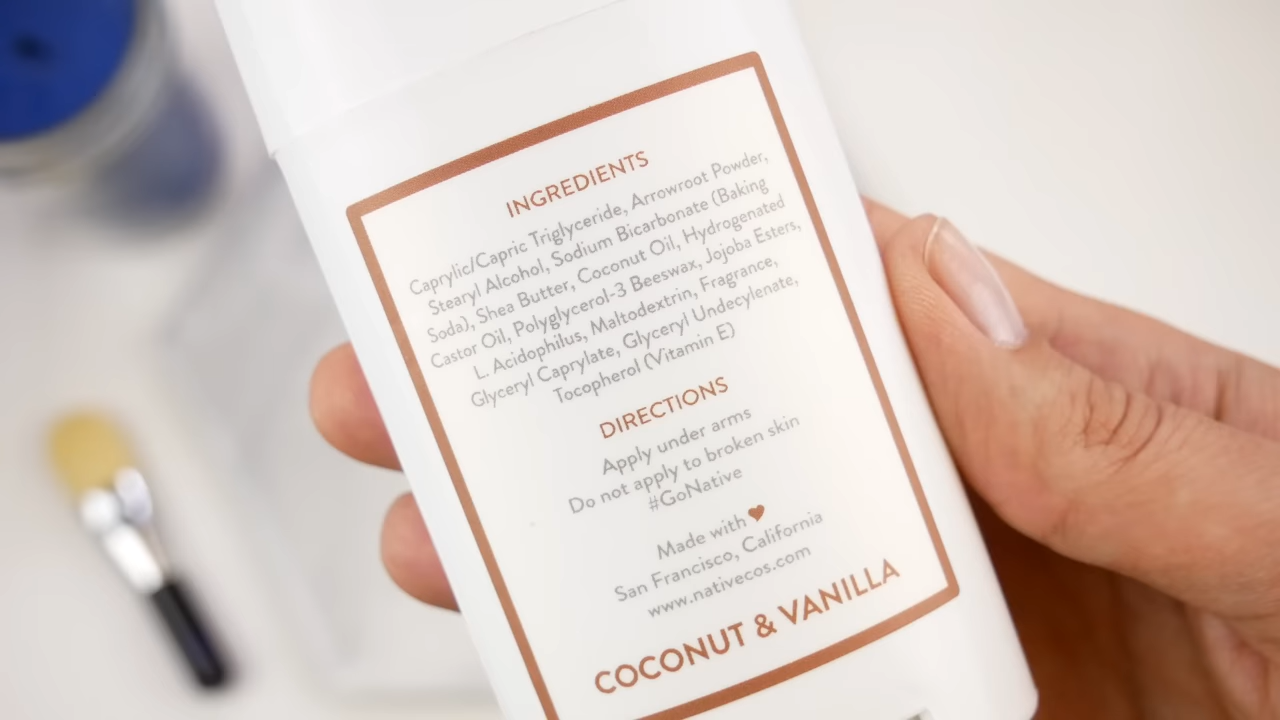 INGREDIENTS
Caprylic/Capric Triglyceride, Arrowroot Powder,
Stearyl Alcohol, Sodium Bicarbonate (Baking
Soda), Shea Butter, Coconut Oil, Hydrogenated
Castor Oil, Polyglycerol-3 Beeswax, Jojoba Esters,
L. Acidophilus, Maltodextrin, Fragrance,
Glyceryl Caprylate, Glyceryl Undecylenate,
Tocopherol (Vitamin E)
DIRECTIONS
Apply under arms
Do not apply to broken skin
#GoNative
Made with ♥
San Francisco, California
www.nativecos.com
COCONUT & VANILLA